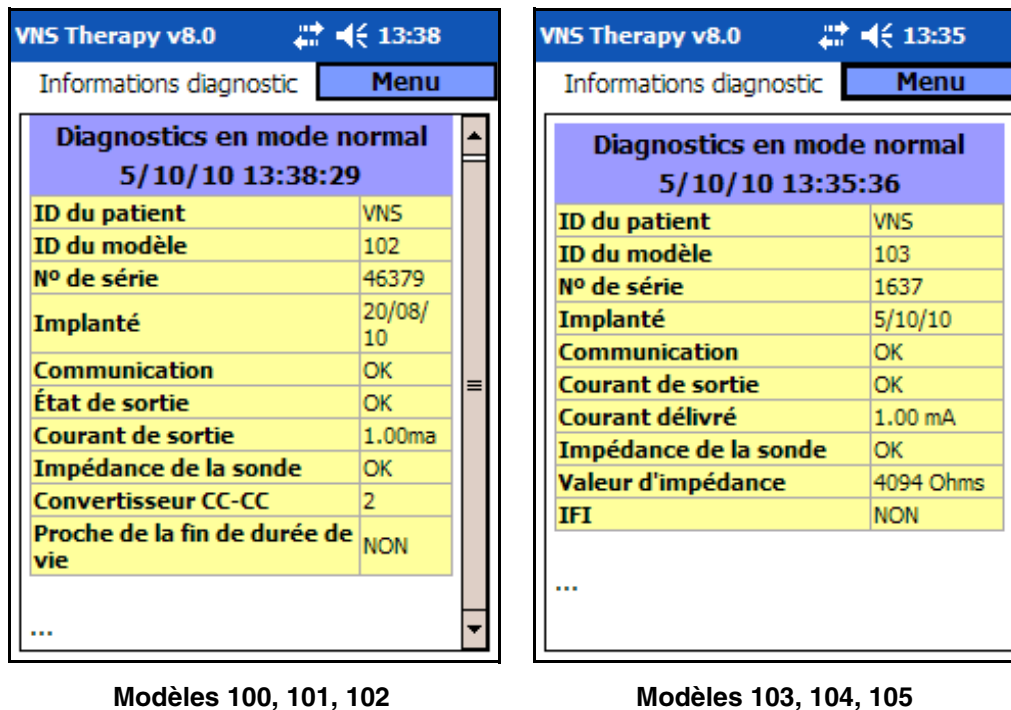 VNS Therapy v8.0 13:38
Informations diagnostic Menu
Diagnostics en mode normal
5/10/10 13:38:29
ID du patient VNS
ID du modèle 102
Nº de série 46379
Implanté 20/08/
10
Communication OK
État de sortie OK
Courant de sortie 1.00ma
Impédance de la sonde OK
Convertisseur CC-CC 2
Proche de la fin de durée de
vie NON
...
Modèles 100, 101, 102
VNS Therapy v8.0 13:35
Informations diagnostic Menu
Diagnostics en mode normal
5/10/10 13:35:36
ID du patient VNS
ID du modèle 103
Nº de série 1637
Implanté 5/10/10
Communication OK
Courant de sortie OK
Courant délivré 1.00 mA
Impédance de la sonde OK
Valeur d'impédance 4094 Ohms
IFI NON
...
Modèles 103, 104, 105